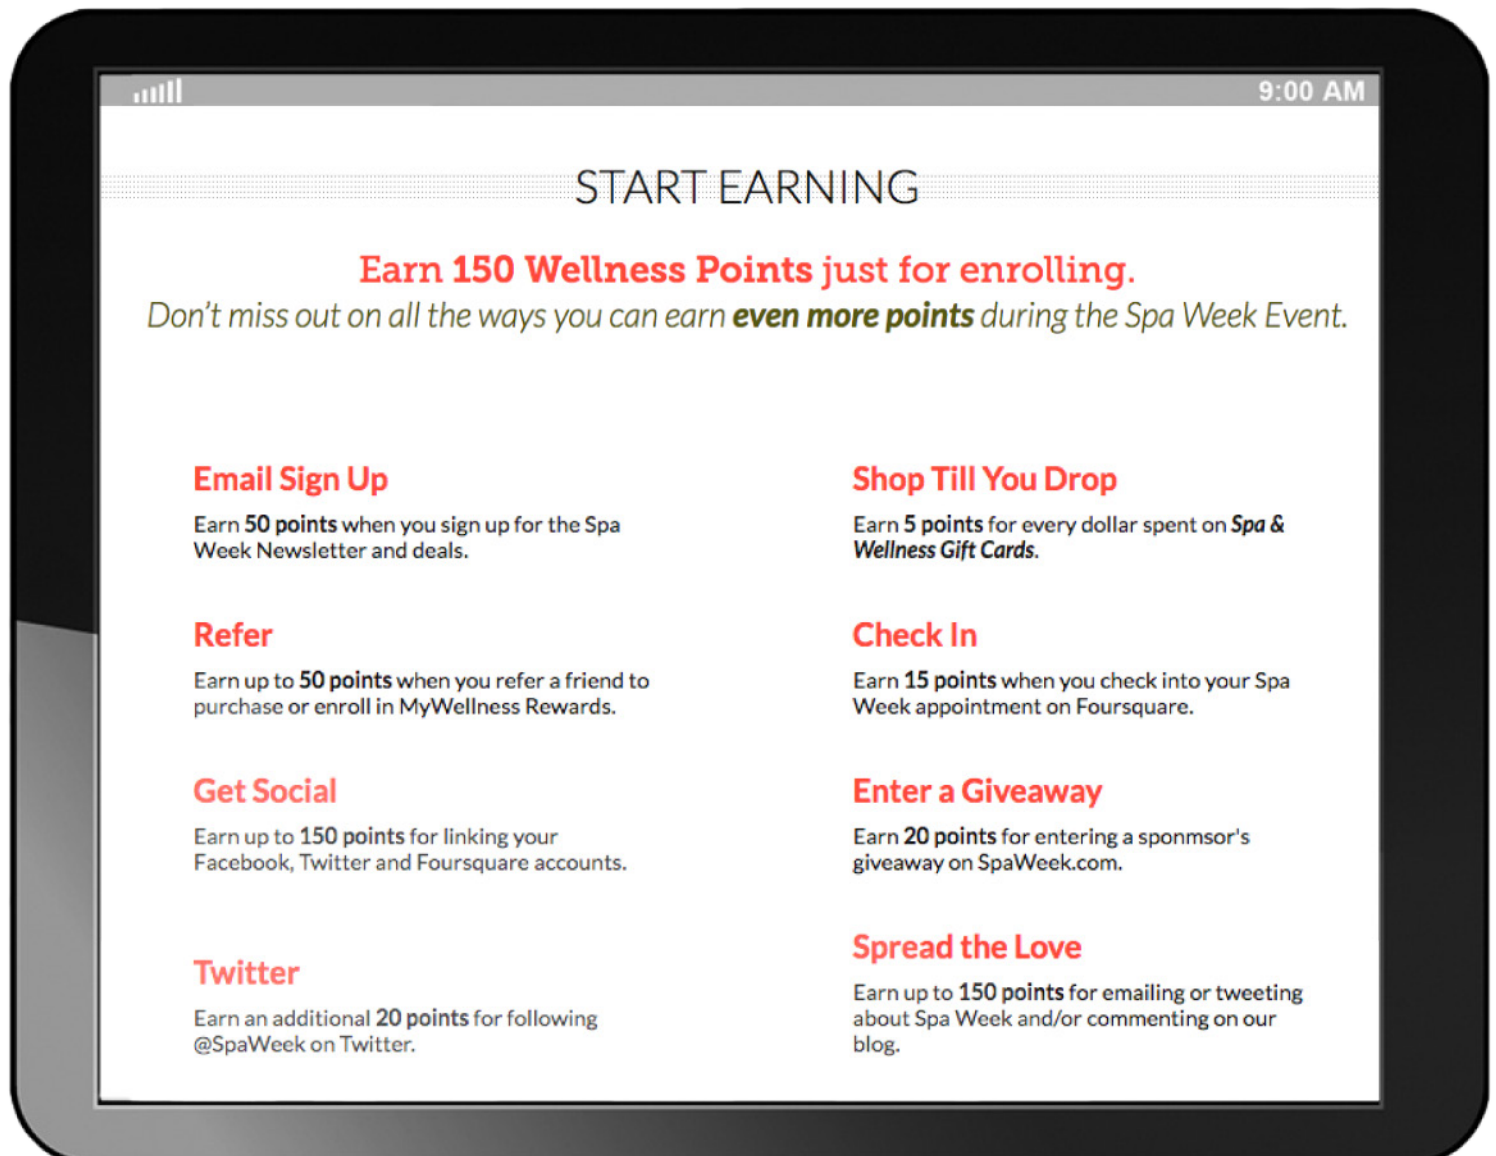 9:00 AM
START EARNING
Earn 150 Wellness Points just for enrolling.
Don't miss out on all the ways you can earn even more points during the Spa Week Event.
Email Sign Up
Earn 50 points when you sign up for the Spa
Week Newsletter and deals.
Refer
Earn up to 50 points when you refer a friend to
purchase or enroll in MyWellness Rewards.
Get Social
Earn up to 150 points for linking your
Facebook, Twitter and Foursquare accounts.
Twitter
Earn an additional 20 points for following
@SpaWeek on Twitter.
Shop Till You Drop
Earn 5 points for every dollar spent on Spa &
Wellness Gift Cards.
Check In
Earn 15 points when you check into your Spa
Week appointment on Foursquare.
Enter a Giveaway
Earn 20 points for entering a sponmsor's
giveaway on SpaWeek.com.
Spread the Love
Earn up to 150 points for emailing or tweeting
about Spa Week and/or commenting on our
blog.